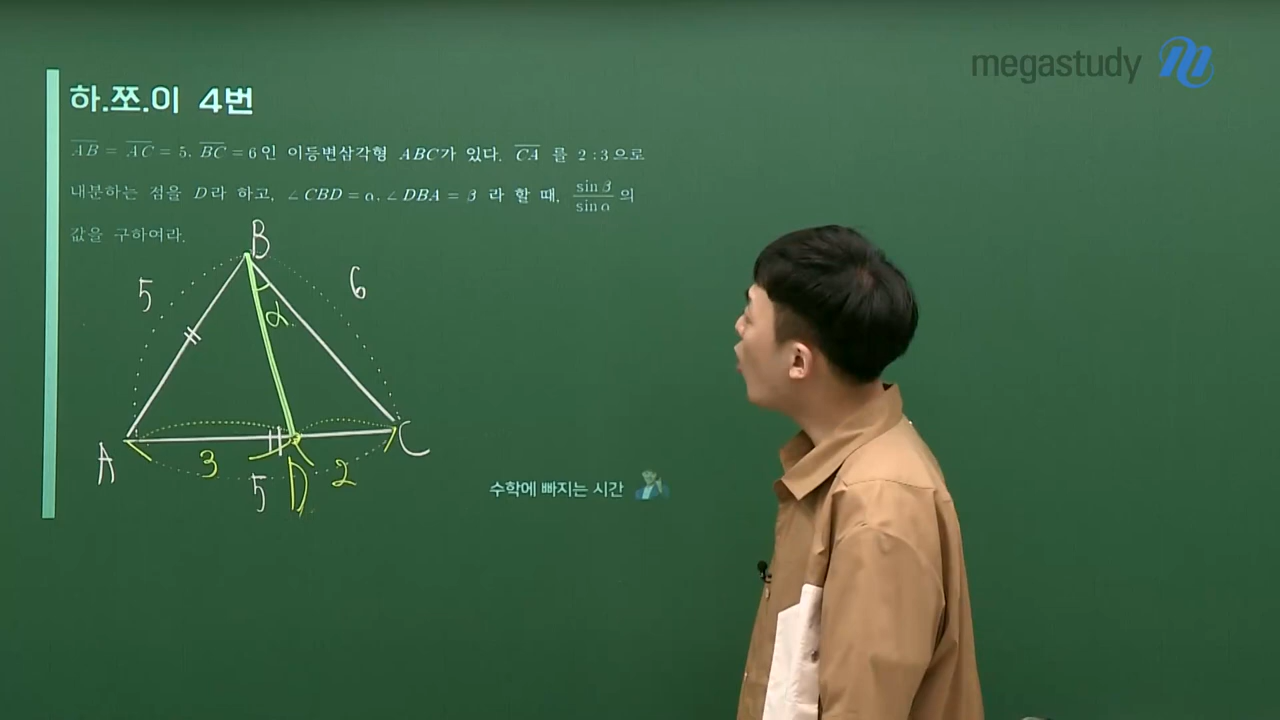 megastudy
하.쪼.이 4번
AB = AC = 5, BC = 6인 이등변삼각형 ABC가 있다. CA 를 2 : 3으로
내분하는 점을 D라 하고, ∠CBD = α, ∠DBA = β 라 할 때, sin β / sin α 의
값을 구하여라.
B
5
6
α
A
C
3
D
2
5
수학에 빠지는 시간